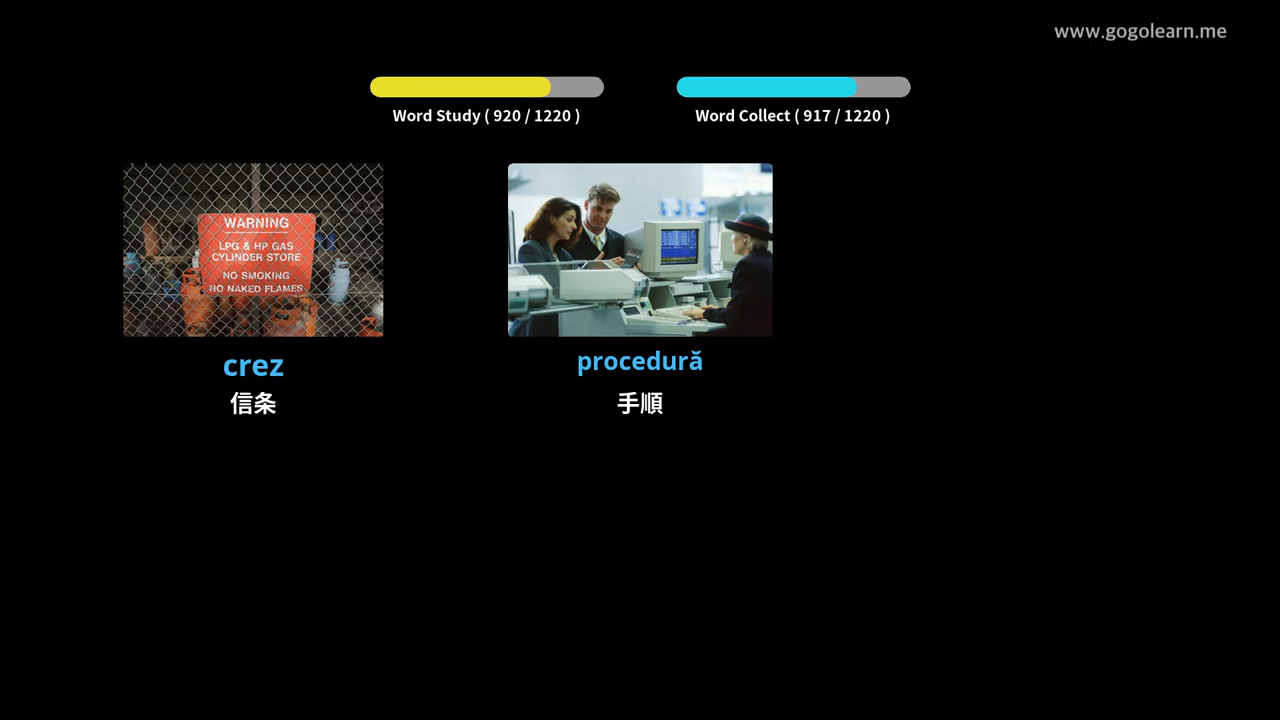 www.gogolearn.me
Word Study ( 920 / 1220 )
Word Collect ( 917 / 1220 )
WARNING
LPG & HP GAS
CYLINDER STORE
NO SMOKING
NO NAKED FLAMES
crez
信条
procedură
手順